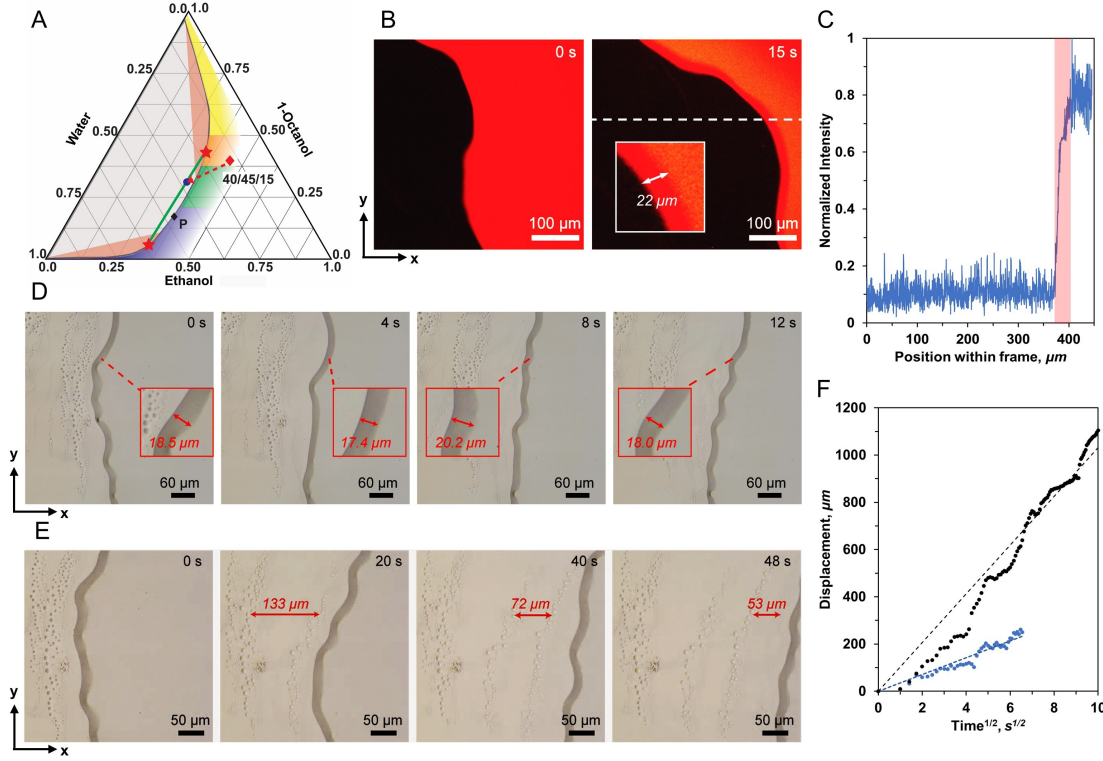 A
0.0
1.0
0.25
0.75
Water
1-Octanol
0.50
0.50
0.75
0.25
40/45/15
P
1.0
0.0
0.0
0.25
0.50
0.75
1.0
Ethanol
B
0 s
15 s
22 µm
100 µm
100 µm
y
x
C
Normalized Intensity
1
0.8
0.6
0.4
0.2
0
0
100
200
300
400
Position within frame, µm
D
0 s
4 s
8 s
12 s
18.5 µm
17.4 µm
20.2 µm
18.0 µm
60 µm
60 µm
60 µm
60 µm
y
x
E
0 s
20 s
40 s
48 s
133 µm
72 µm
53 µm
50 µm
50 µm
50 µm
50 µm
y
x
F
Displacement, µm
1200
1000
800
600
400
200
0
0
2
4
6
8
10
Time¹/², s¹/²